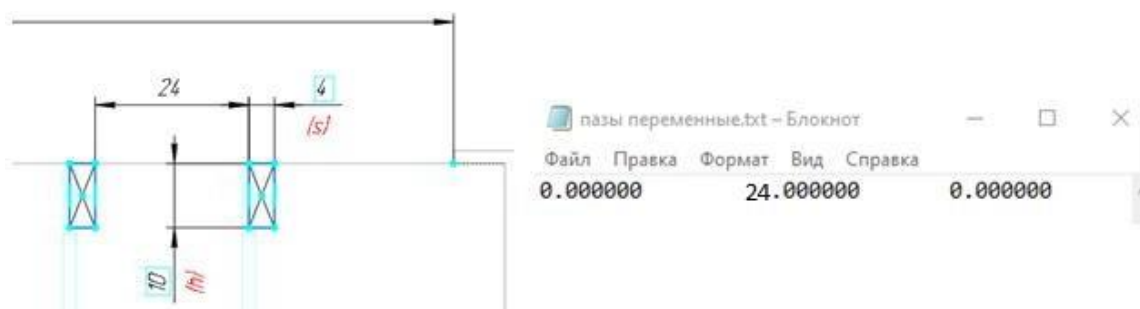 24
4
(s)
10
(h)
пазы переменные.txt – Блокнот
Файл Правка Формат Вид Справка
0.000000 24.000000 0.000000